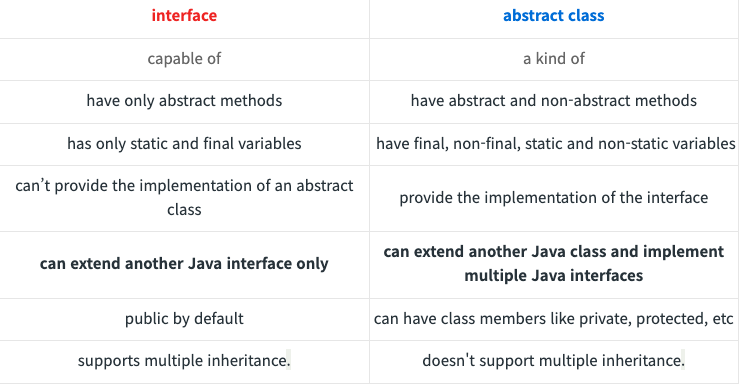 interface
abstract class
capable of
a kind of
have only abstract methods
have abstract and non-abstract methods
has only static and final variables
have final, non-final, static and non-static variables
can’t provide the implementation of an abstract
class
provide the implementation of the interface
can extend another Java interface only
can extend another Java class and implement
multiple Java interfaces
public by default
can have class members like private, protected, etc
supports multiple inheritance.
doesn't support multiple inheritance.